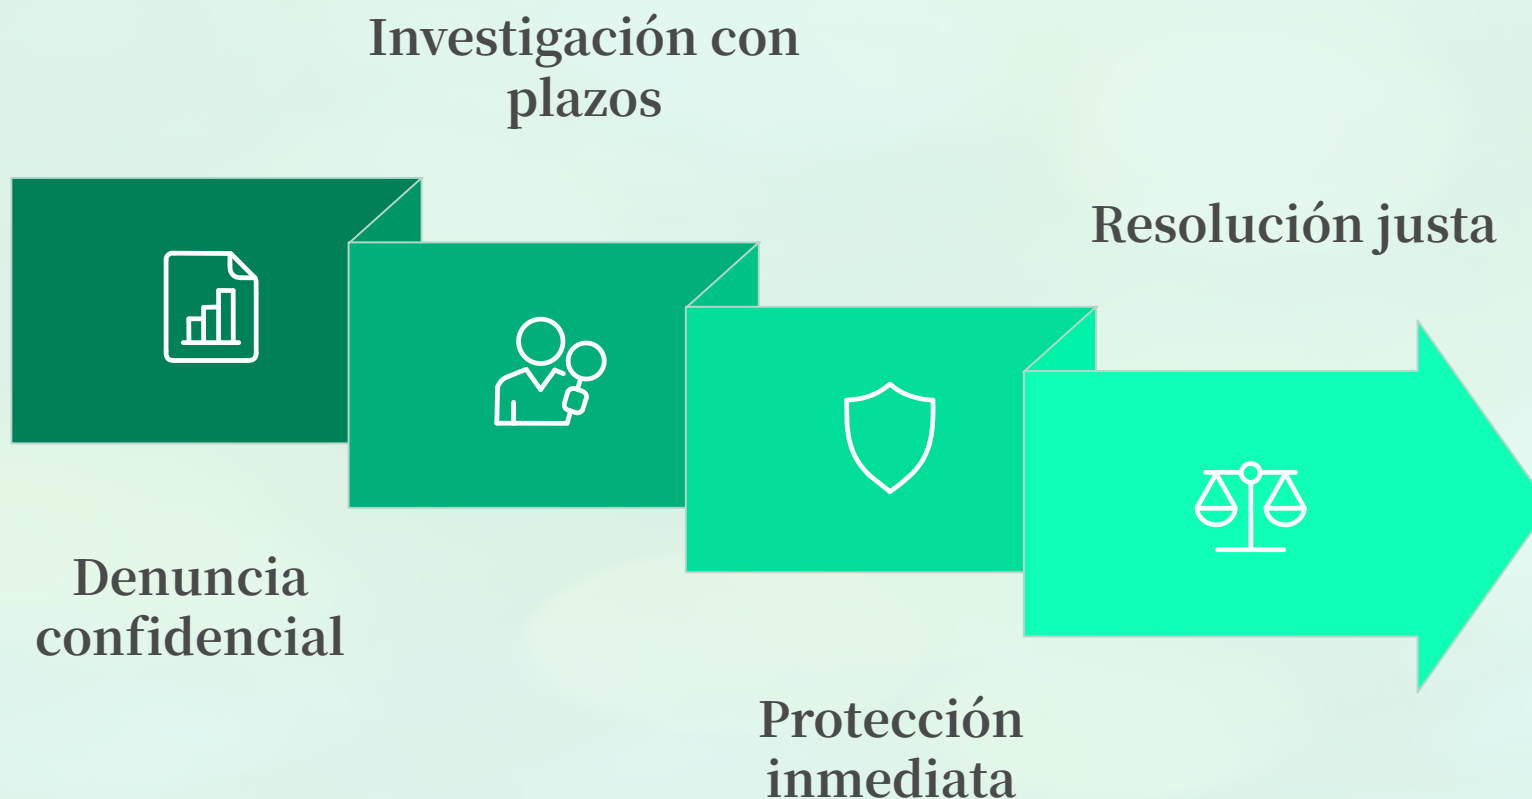 Investigación con
plazos
Resolución justa
Denuncia
confidencial
Protección
inmediata